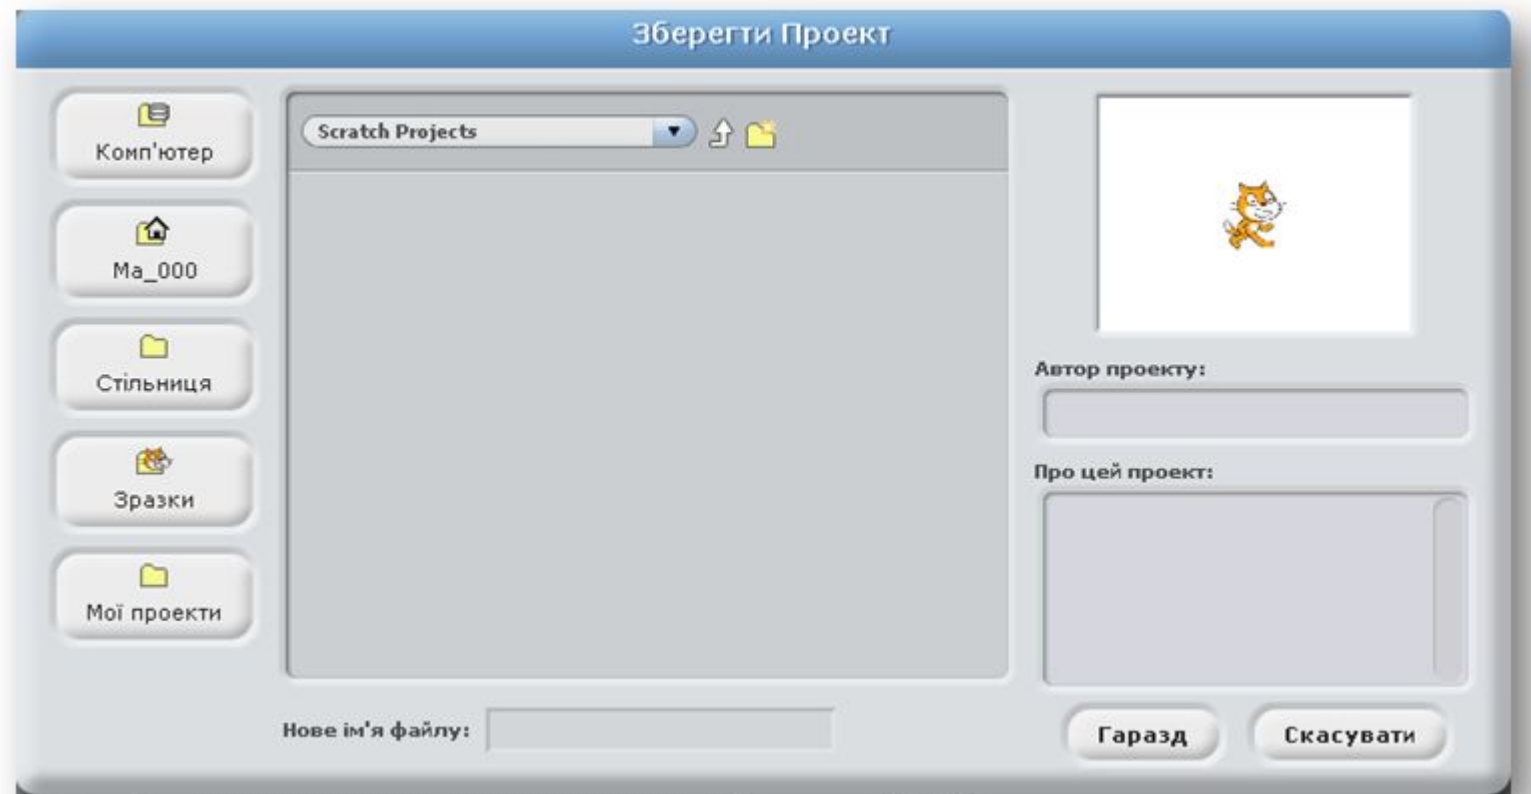 Зберегти Проект
Комп'ютер
Ma_000
Стільниця
Зразки
Мої проекти
Scratch Projects
Автор проекту:
Про цей проект:
Нове ім'я файлу:
Гаразд
Скасувати